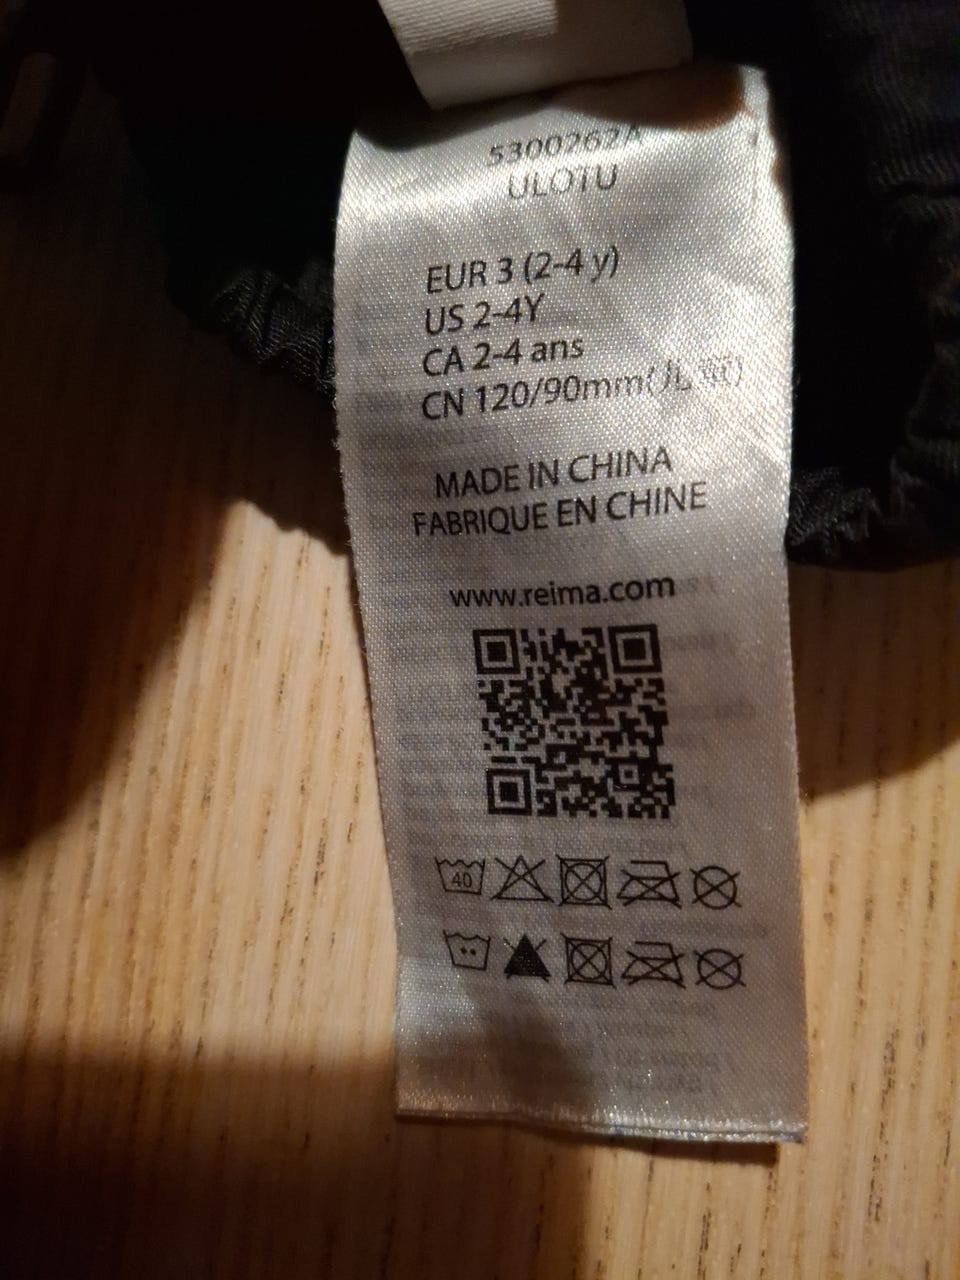 5300262A
ULOTU
EUR 3 (2-4 y)
US 2-4Y
CA 2-4 ans
CN 120/90mm
MADE IN CHINA
FABRIQUE EN CHINE
www.reima.com
40